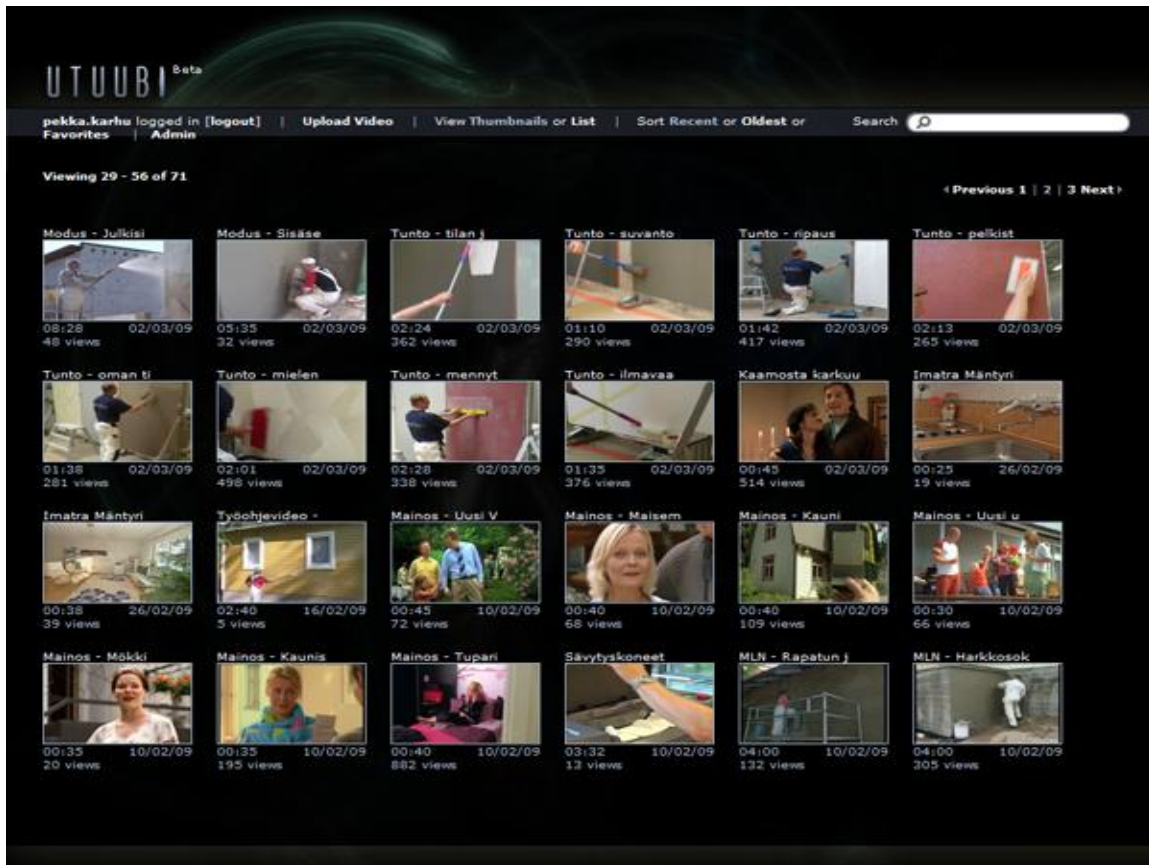 UTUUBI Beta
pekka.karhu logged in [logout] | Upload Video | View Thumbnails or List | Sort Recent or Oldest or Search
Favorites | Admin
Viewing 29 - 56 of 71
Previous 1 | 2 | 3 Next
Modus - Julkisi Modus - Sisäse Tunto - tilan j Tunto - suvanto Tunto - ripaus Tunto - pelkist
08:28 02/03/09 05:35 02/03/09 02:24 02/03/09 01:10 02/03/09 01:42 02/03/09 02:13 02/03/09
48 views 32 views 362 views 290 views 417 views 265 views
Tunto - oman ti Tunto - mielen Tunto - mennyt Tunto - ilmavaa Kaamosta karkuu Imatra Mäntyri
01:38 02/03/09 02:01 02/03/09 02:28 02/03/09 01:35 02/03/09 00:45 02/03/09 00:25 26/02/09
281 views 498 views 338 views 376 views 514 views 19 views
Imatra Mäntyri Työohjevideo - Mainos - Uusi V Mainos - Maisem Mainos - Kauni Mainos - Uusi u
00:38 26/02/09 02:40 16/02/09 00:45 10/02/09 00:40 10/02/09 00:40 10/02/09 00:30 10/02/09
39 views 5 views 72 views 68 views 109 views 66 views
Mainos - Mökki Mainos - Kaunis Mainos - Tupari Sävytyskoneet MLN - Rapatun j MLN - Harkkosok
00:35 10/02/09 00:35 10/02/09 00:40 10/02/09 03:32 10/02/09 04:00 10/02/09 04:00 10/02/09
20 views 195 views 882 views 13 views 132 views 305 views